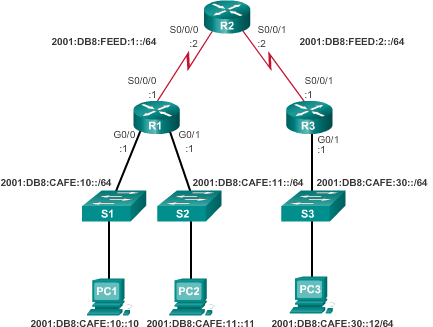 S0/0/0
R2
S0/0/1
:2
:2
2001:DB8:FEED:1::/64
2001:DB8:FEED:2::/64
S0/0/0
S0/0/1
:1
:1
R1
R3
G0/0
G0/1
G0/1
:1
:1
:1
2001:DB8:CAFE:10::/64
2001:DB8:CAFE:11::/64
2001:DB8:CAFE:30::/64
S1
S2
S3
PC1
PC2
PC3
2001:DB8:CAFE:10::10
2001:DB8:CAFE:11::11
2001:DB8:CAFE:30::12/64